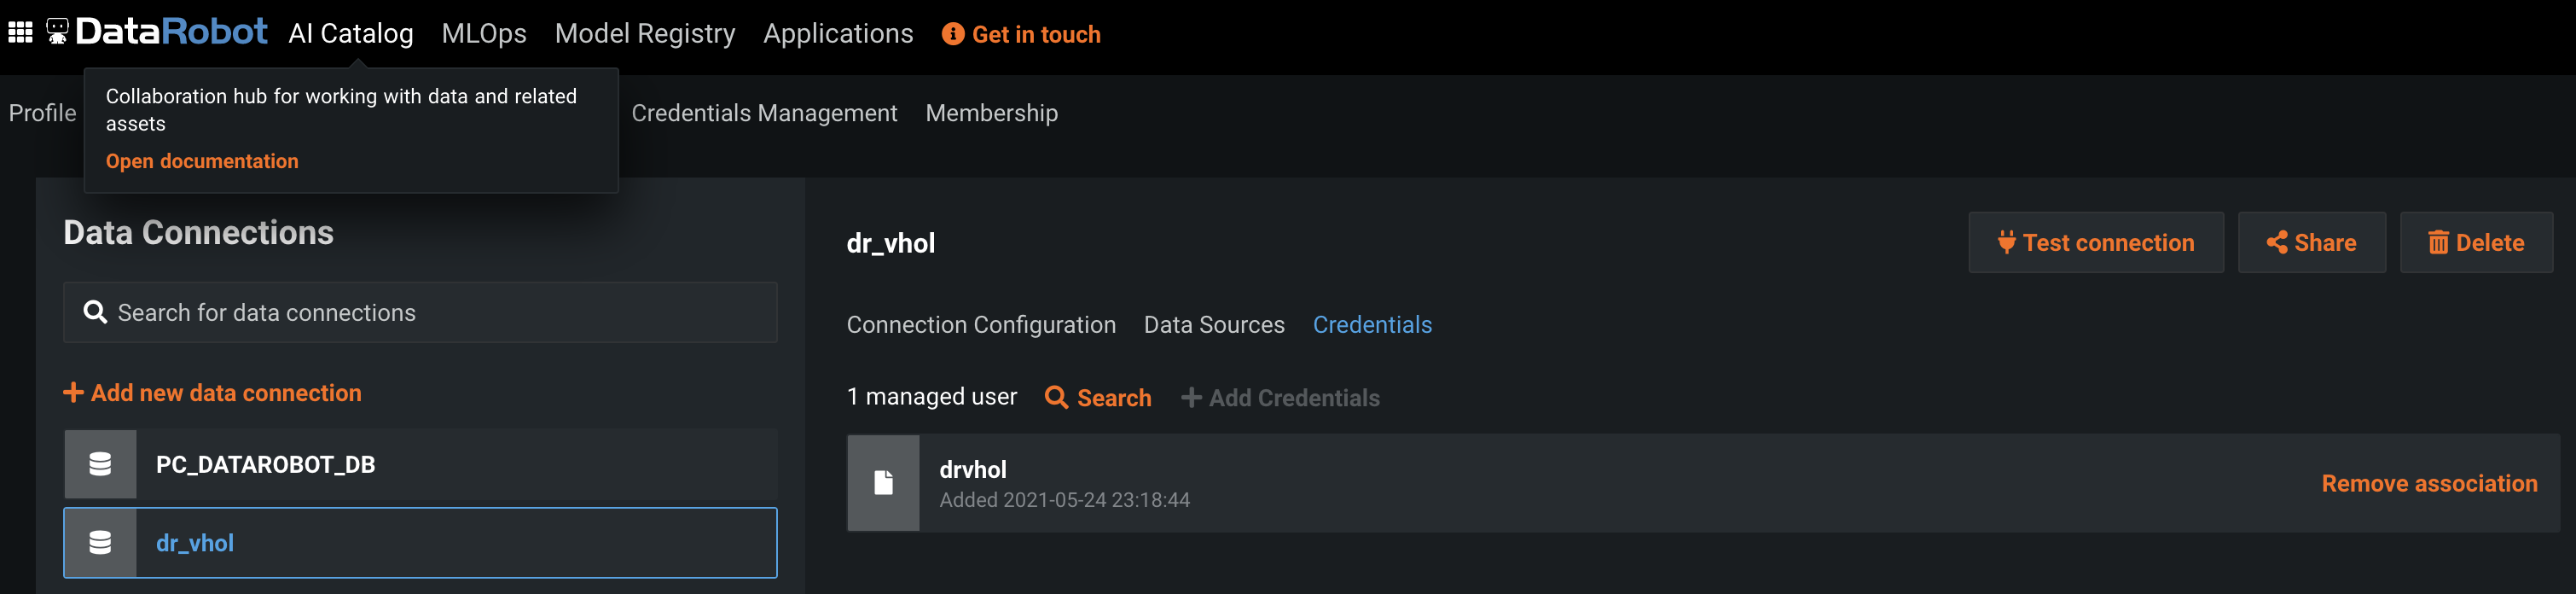 DataRobot AI Catalog MLOps Model Registry Applications Get in touch
Collaboration hub for working with data and related
assets
Open documentation
Profile Credentials Management Membership
Data Connections
Search for data connections
Add new data connection
PC_DATAROBOT_DB
dr_vhol
dr_vhol
Test connection Share Delete
Connection Configuration Data Sources Credentials
1 managed user Search Add Credentials
drvhol
Added 2021-05-24 23:18:44
Remove association